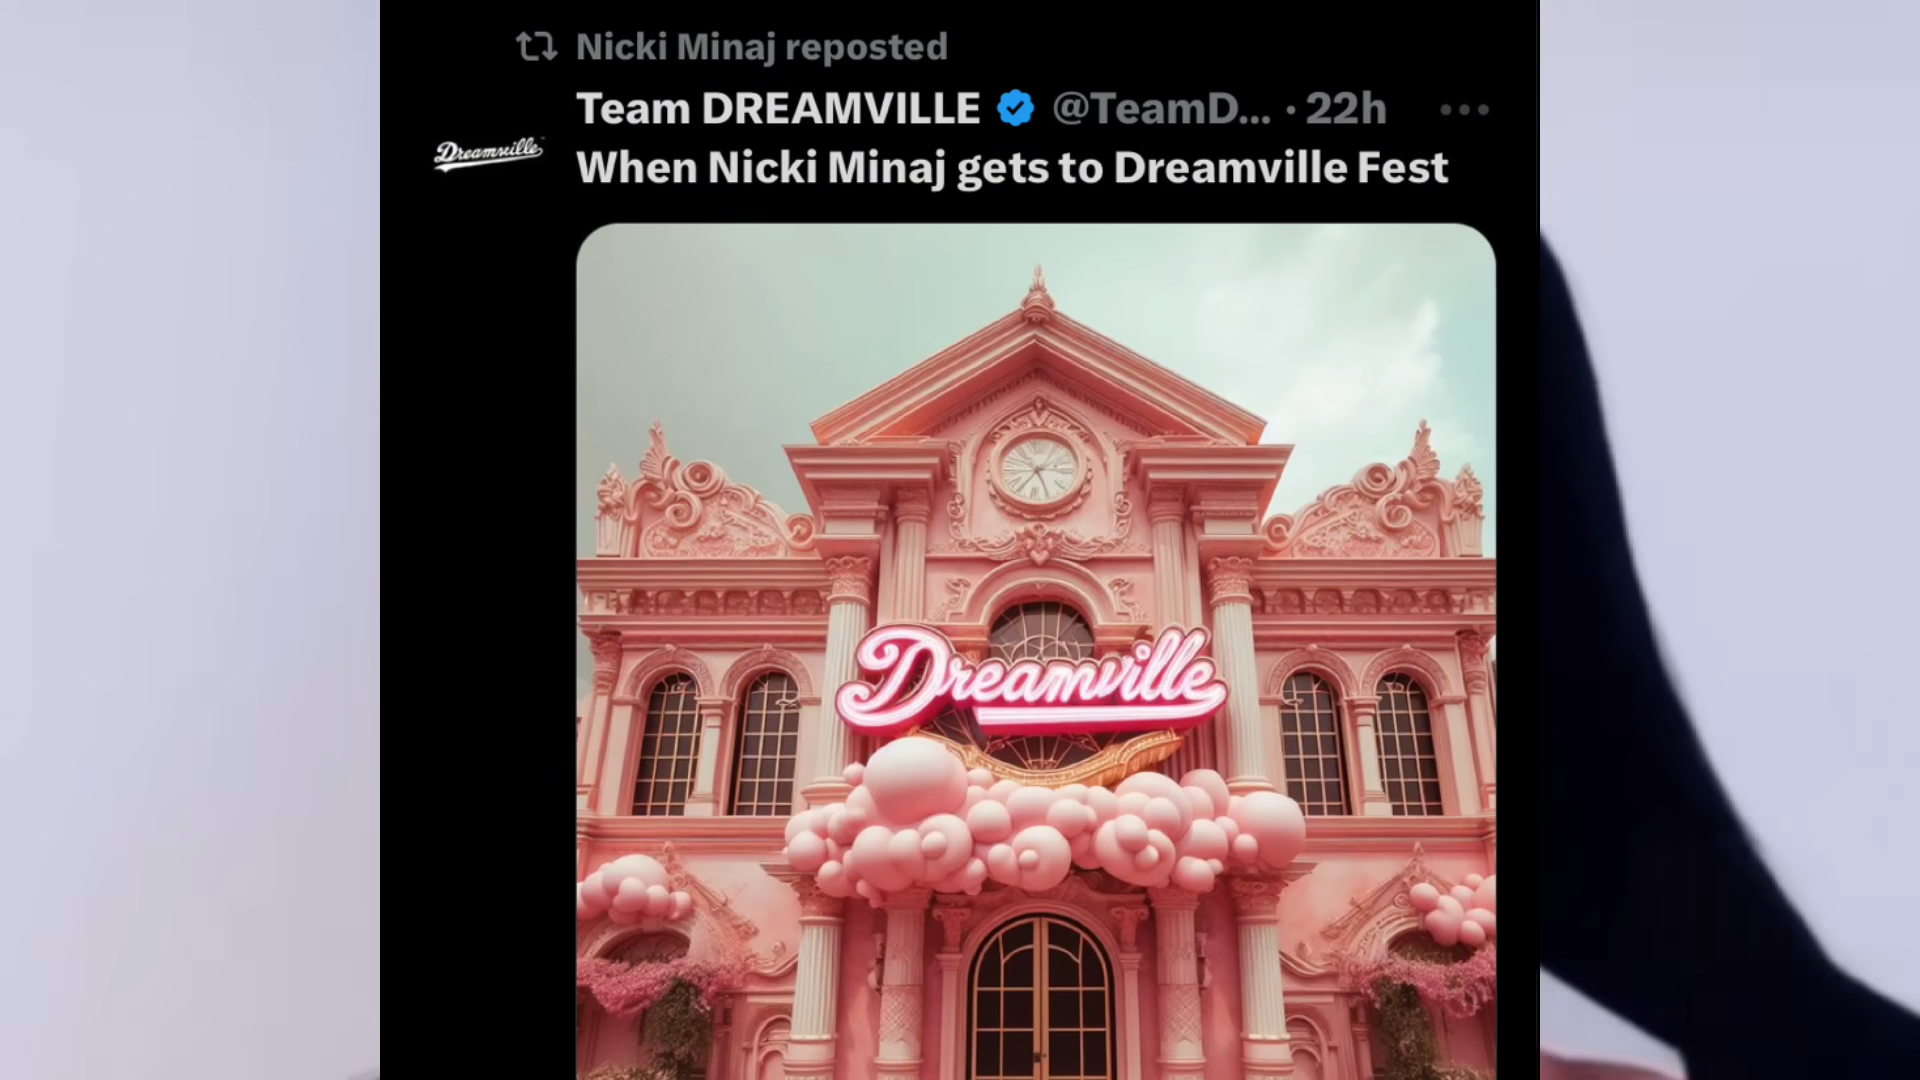 Nicki Minaj reposted
Team DREAMVILLE @TeamD... · 22h
Dreamville
When Nicki Minaj gets to Dreamville Fest
Dreamville